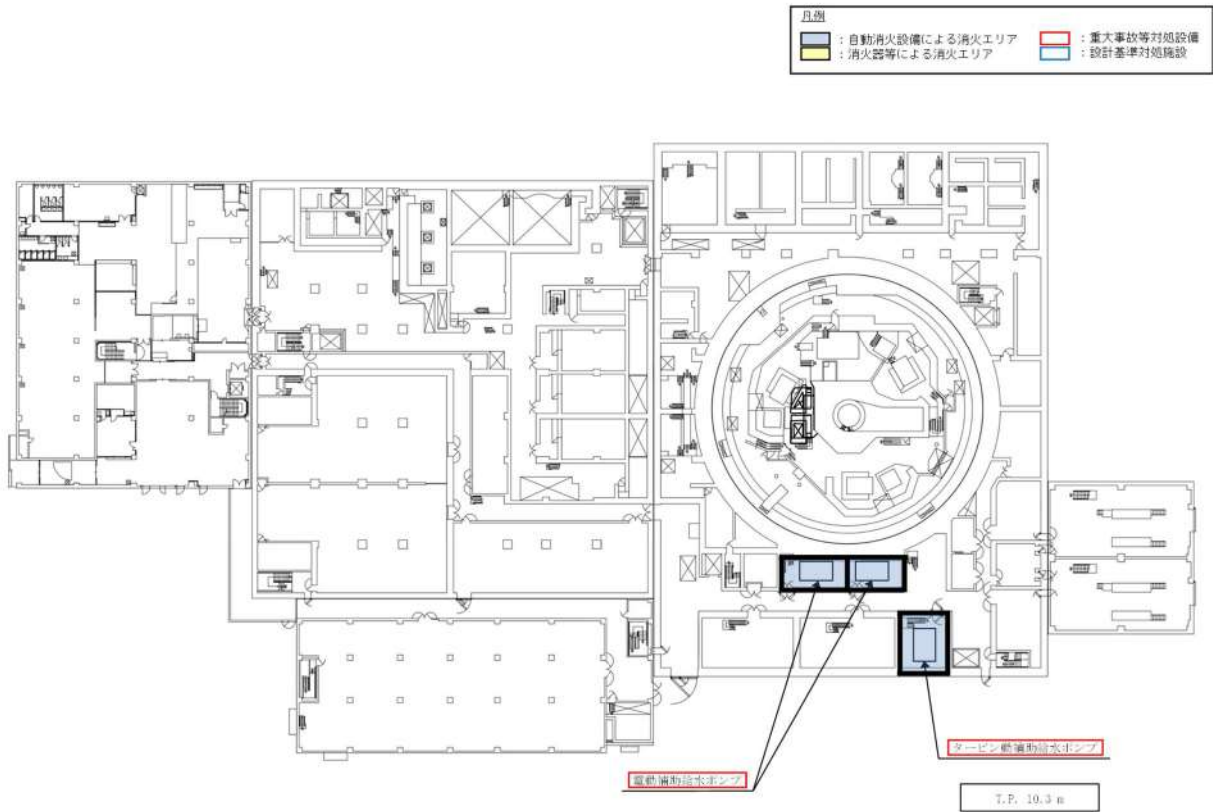 凡例
：自動消火設備による消火エリア
：重大事故等対処設備
：消火器等による消火エリア
：設計基準対処施設
タービン動補助給水ポンプ
電動補助給水ポンプ
T.P. 10.3 m